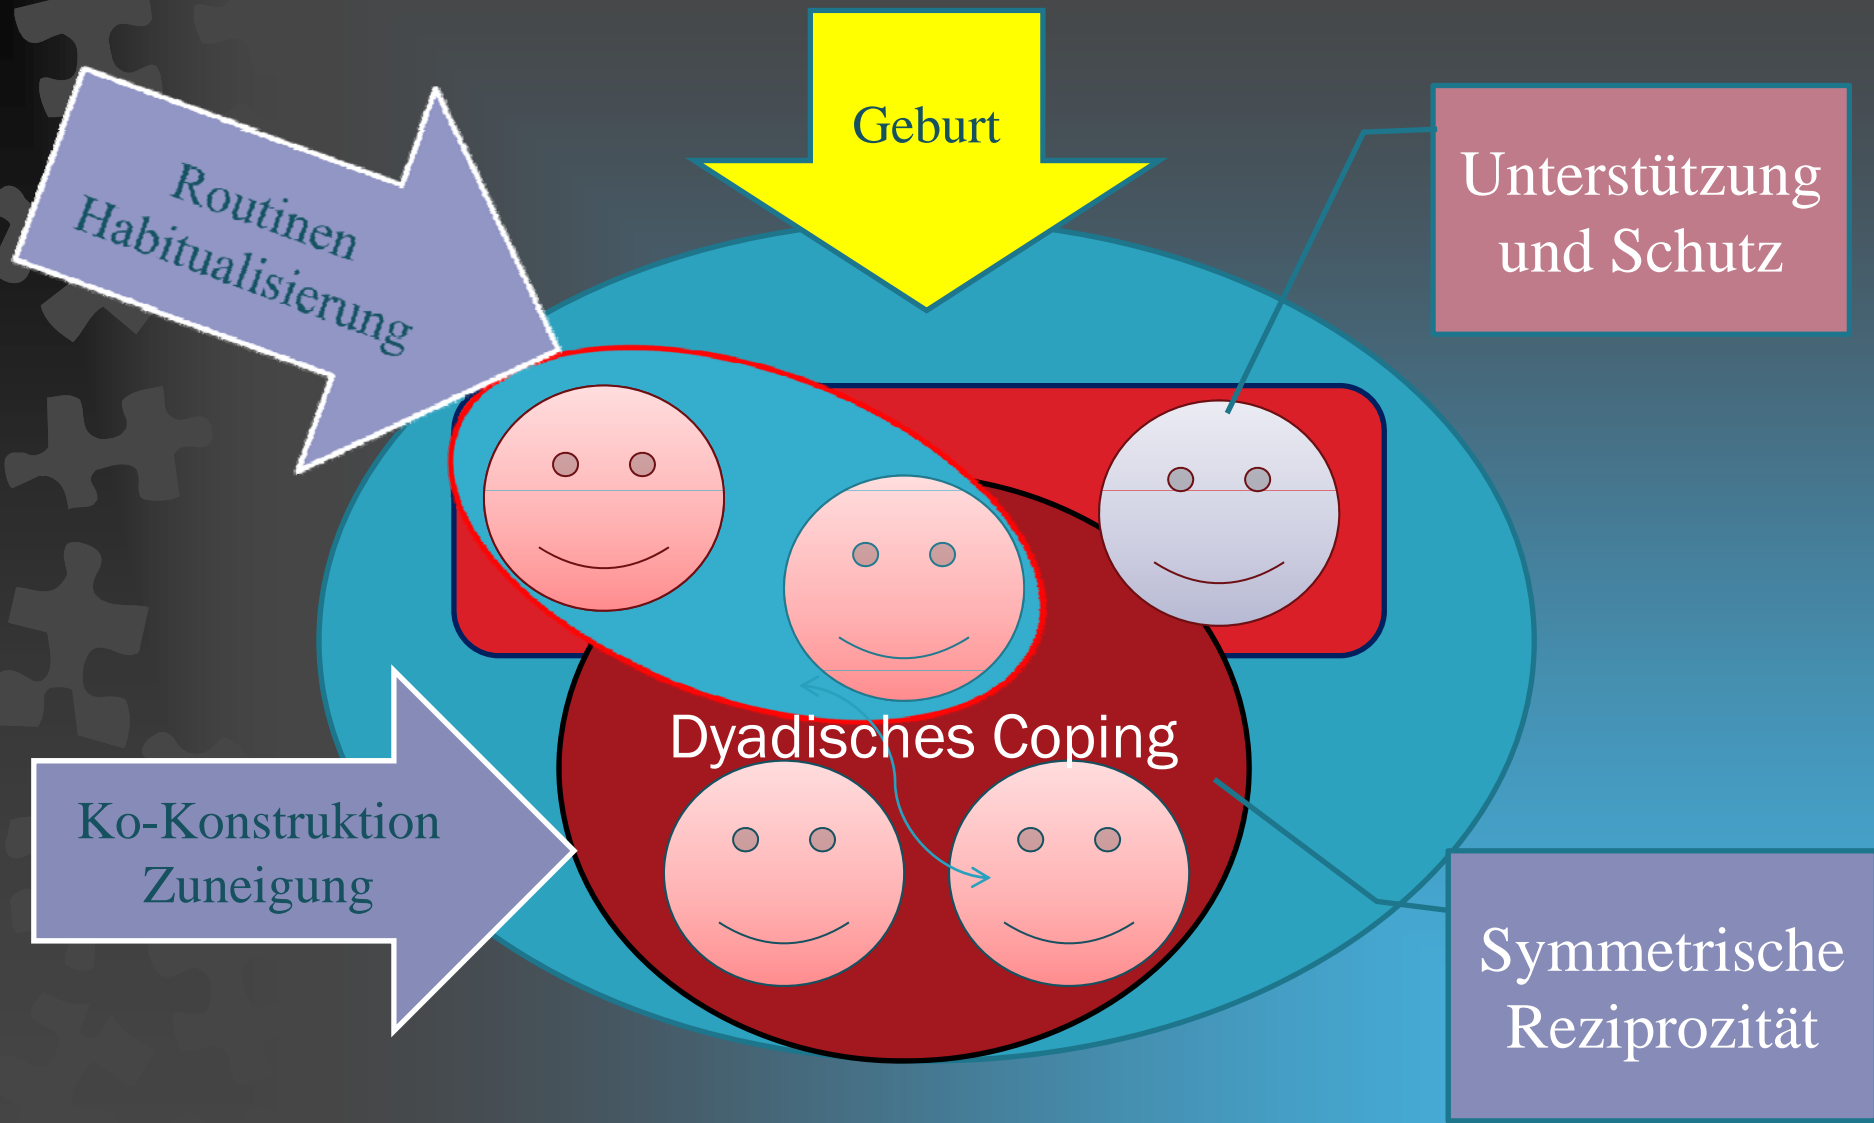 Geburt
Routinen
Habitualisierung
Unterstützung
und Schutz
Dyadisches Coping
Ko-Konstruktion
Zuneigung
Symmetrische
Reziprozität